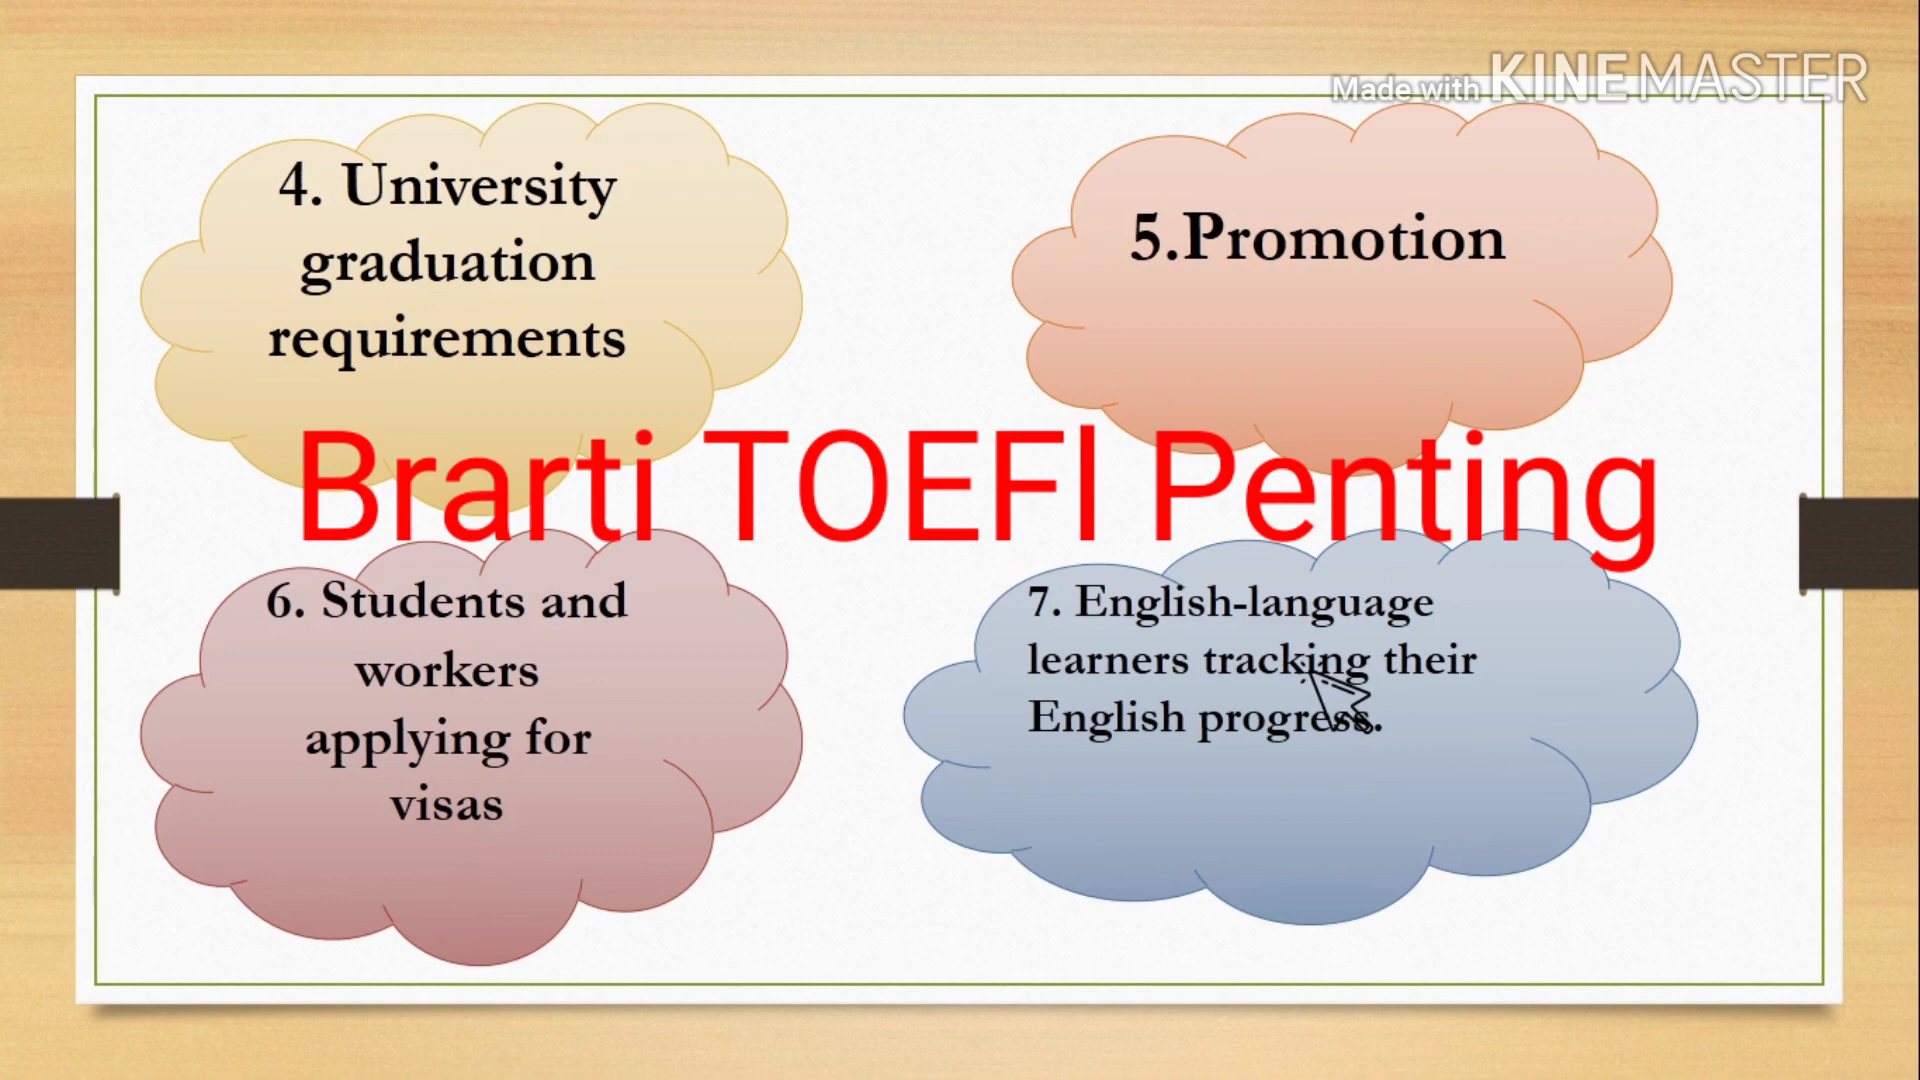 Made with KINEMASTER
4. University
graduation
requirements
5.Promotion
Brarti TOEFl Penting
6. Students and
workers
applying for
visas
7. English-language
learners tracking their
English progress.